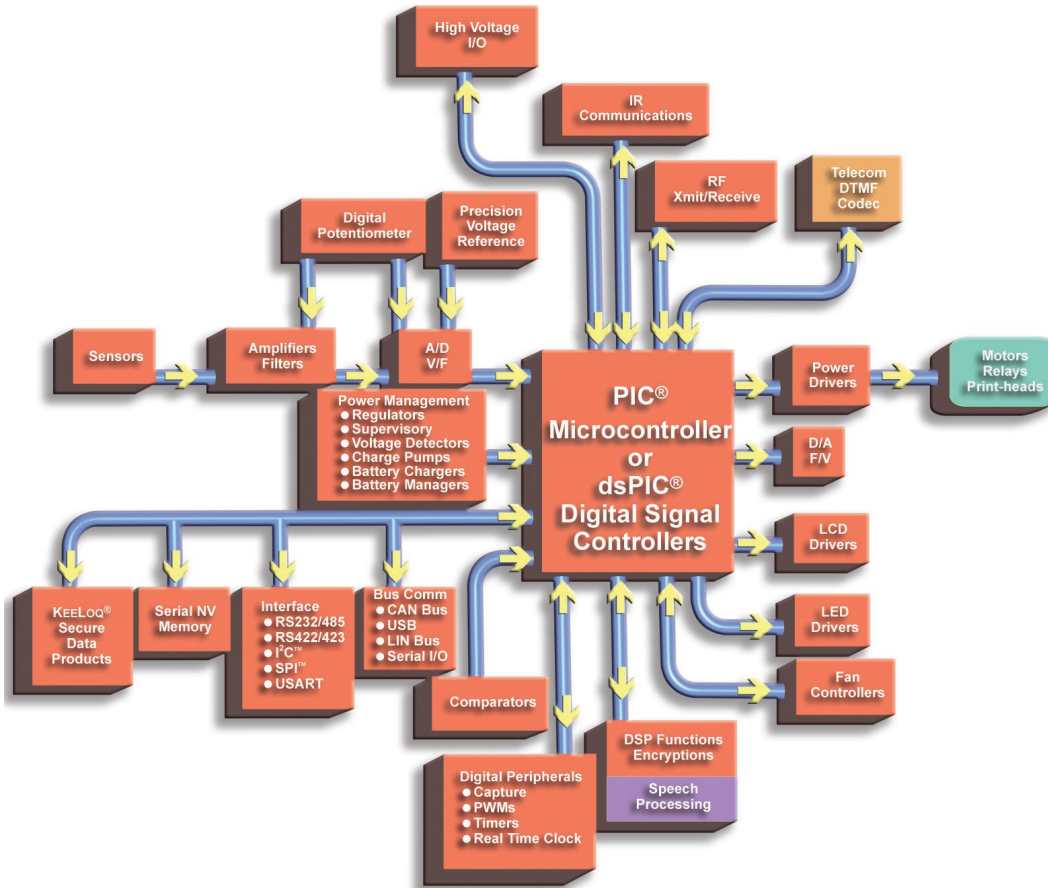 High Voltage
I/O
IR
Communications
RF
Xmit/Receive
Telecom
DTMF
Codec
Digital
Potentiometer
Precision
Voltage
Reference
Sensors
Amplifiers
Filters
A/D
V/F
Power Management
● Regulators
● Supervisory
● Voltage Detectors
● Charge Pumps
● Battery Chargers
● Battery Managers
PIC®
Microcontroller
or
dsPIC®
Digital Signal
Controllers
Power
Drivers
Motors
Relays
Print-heads
D/A
F/V
LCD
Drivers
LED
Drivers
Fan
Controllers
KEELOQ®
Secure
Data
Products
Serial NV
Memory
Interface
● RS232/485
● RS422/423
● I²C™
● SPI™
● USART
Bus Comm
● CAN Bus
● USB
● LIN Bus
● Serial I/O
Comparators
Digital Peripherals
● Capture
● PWMs
● Timers
● Real Time Clock
DSP Functions
Encryptions
Speech
Processing